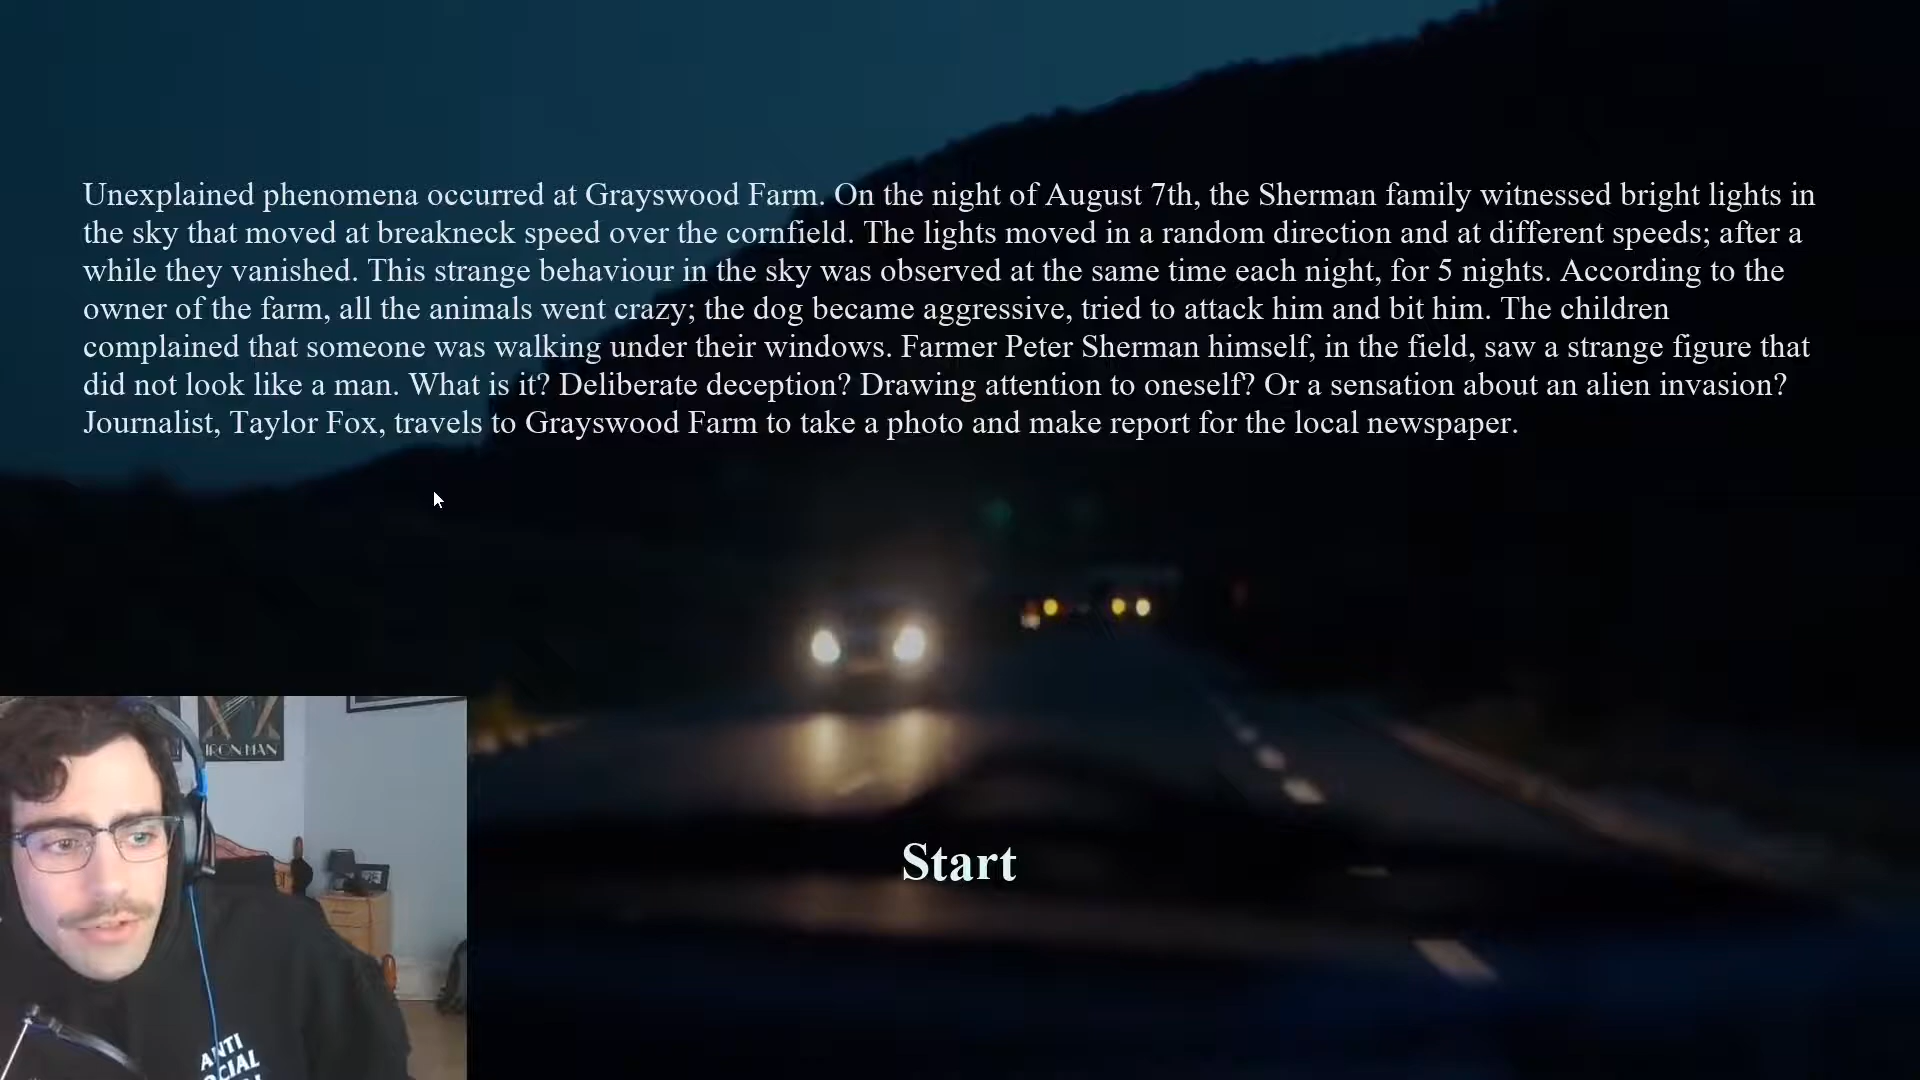 Unexplained phenomena occurred at Grayswood Farm. On the night of August 7th, the Sherman family witnessed bright lights in
the sky that moved at breakneck speed over the cornfield. The lights moved in a random direction and at different speeds; after a
while they vanished. This strange behaviour in the sky was observed at the same time each night, for 5 nights. According to the
owner of the farm, all the animals went crazy; the dog became aggressive, tried to attack him and bit him. The children
complained that someone was walking under their windows. Farmer Peter Sherman himself, in the field, saw a strange figure that
did not look like a man. What is it? Deliberate deception? Drawing attention to oneself? Or a sensation about an alien invasion?
Journalist, Taylor Fox, travels to Grayswood Farm to take a photo and make report for the local newspaper.
IRON MAN
Start
ANTI